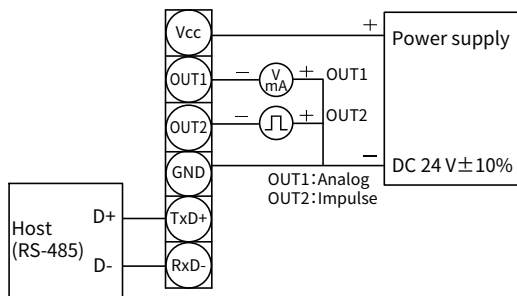 Vcc
+
Power supply
OUT1
−
V
mA
+
OUT1
OUT2
−
+
OUT2
GND
−
DC 24 V±10%
OUT1:Analog
OUT2:Impulse
Host
(RS-485)
D+
TxD+
D-
RxD-